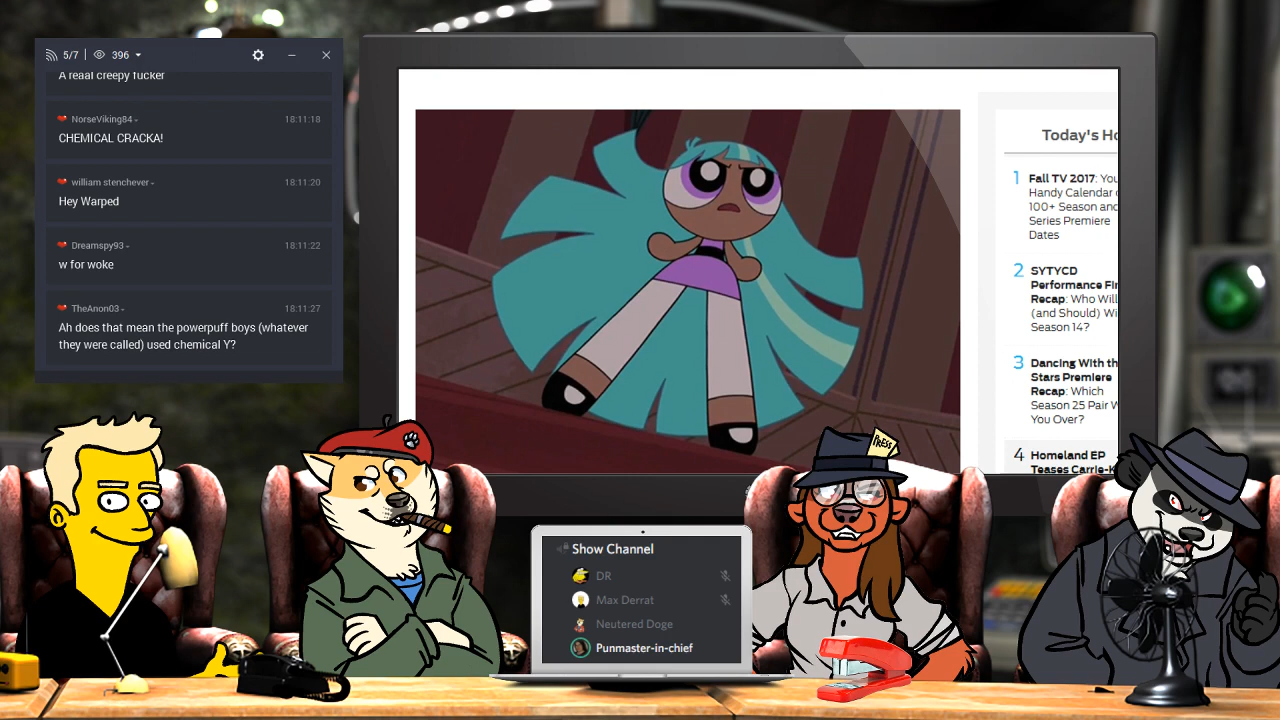 5/7 396
A reaal creepy fucker
NorseViking84
18:11:18
CHEMICAL CRACKA!
william stenchever
18:11:20
Hey Warped
Dreamspy93
18:11:22
w for woke
TheAnon03
18:11:27
Ah does that mean the powerpuff boys (whatever
they were called) used chemical Y?
Today's Ho
1 Fall TV 2017: You
Handy Calendar
100+ Season and
Series Premiere
Dates
2 SYTYCD
Performance Fi
Recap: Who Will
(and Should) Wi
Season 14?
3 Dancing With th
Stars Premiere
Recap: Which
Season 25 Pair W
You Over?
4 Homeland EP
Teases Carrie-
PRESS
Show Channel
DR
Max Derrat
Neutered Doge
Punmaster-in-chief